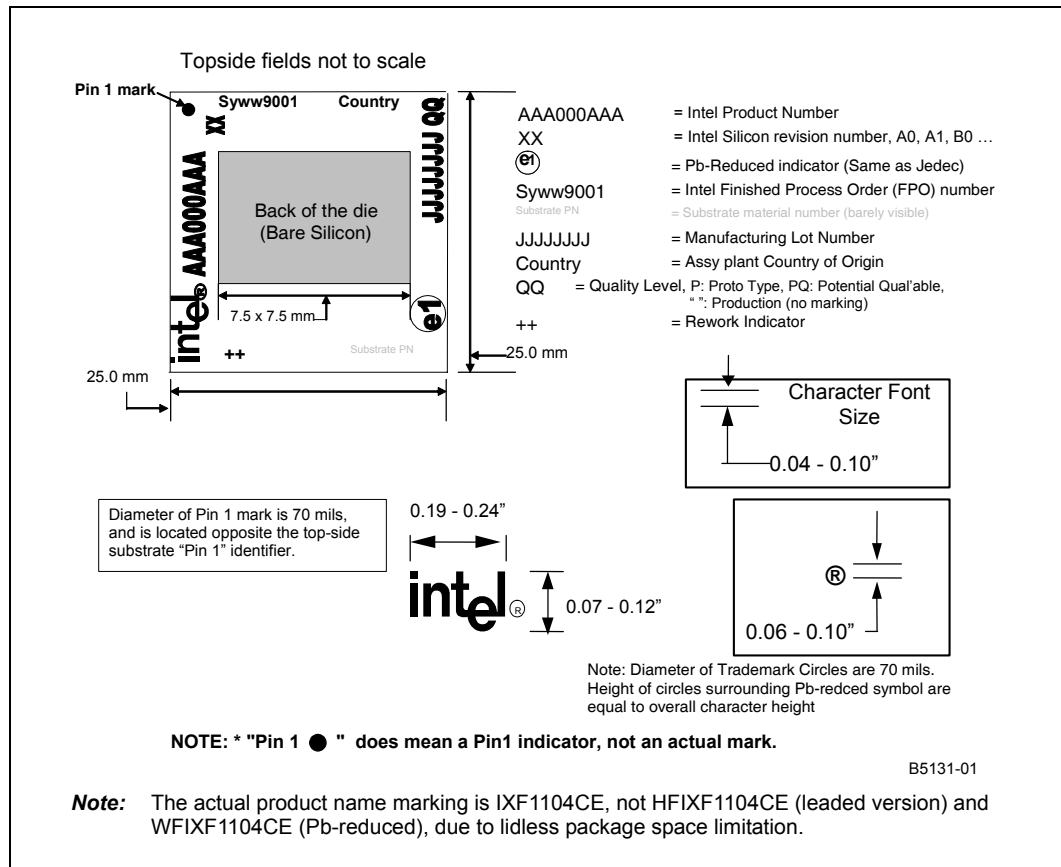 Topside fields not to scale
Pin 1 mark
Syww9001 Country
XX
AAA000AAA
intel®
JJJJJJJJ QQ
Back of the die
(Bare Silicon)
7.5 x 7.5 mm
e1
++
Substrate PN
25.0 mm
25.0 mm
AAA000AAA = Intel Product Number
XX = Intel Silicon revision number, A0, A1, B0 …
e1 = Pb-Reduced indicator (Same as Jedec)
Syww9001 = Intel Finished Process Order (FPO) number
Substrate PN = Substrate material number (barely visible)
JJJJJJJJ = Manufacturing Lot Number
Country = Assy plant Country of Origin
QQ = Quality Level, P: Proto Type, PQ: Potential Qual'able,
“ ”: Production (no marking)
++ = Rework Indicator
Character Font
Size
0.04 - 0.10”
Diameter of Pin 1 mark is 70 mils,
and is located opposite the top-side
substrate “Pin 1” identifier.
0.19 - 0.24”
intel®
0.07 - 0.12”
®
0.06 - 0.10”
Note: Diameter of Trademark Circles are 70 mils.
Height of circles surrounding Pb-redced symbol are
equal to overall character height
NOTE: * "Pin 1 ● " does mean a Pin1 indicator, not an actual mark.
B5131-01
Note: The actual product name marking is IXF1104CE, not HFIXF1104CE (leaded version) and
WFIXF1104CE (Pb-reduced), due to lidless package space limitation.